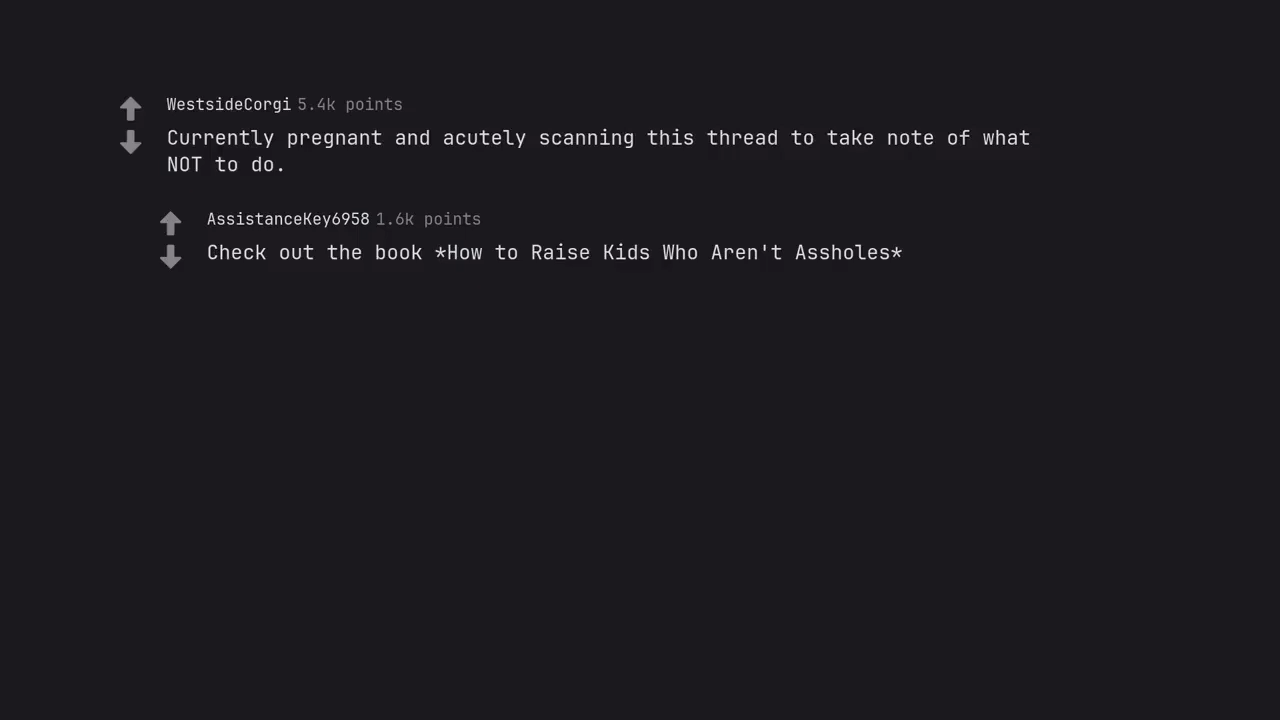 WestsideCorgi 5.4k points
Currently pregnant and acutely scanning this thread to take note of what
NOT to do.
AssistanceKey6958 1.6k points
Check out the book *How to Raise Kids Who Aren't Assholes*